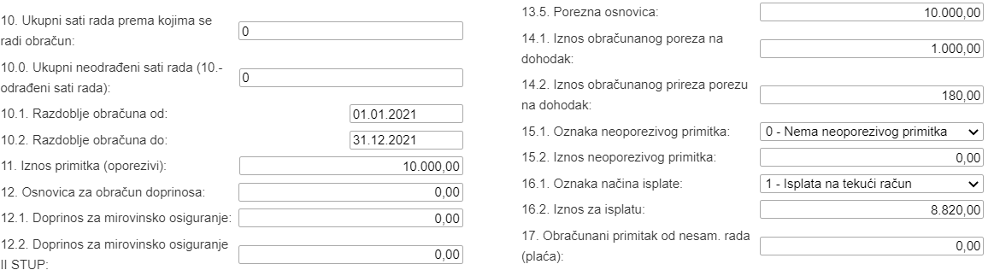 10. Ukupni sati rada prema kojima se
radi obračun:
0
10.0. Ukupni neodrađeni sati rada (10.-
odrađeni sati rada):
0
10.1. Razdoblje obračuna od:
01.01.2021
10.2. Razdoblje obračuna do:
31.12.2021
11. Iznos primitka (oporezivi):
10.000,00
12. Osnovica za obračun doprinosa:
0,00
12.1. Doprinos za mirovinsko osiguranje:
0,00
12.2. Doprinos za mirovinsko osiguranje
II STUP:
0,00
13.5. Porezna osnovica:
10.000,00
14.1. Iznos obračunanog poreza na
dohodak:
1.000,00
14.2. Iznos obračunanog prireza porezu
na dohodak:
180,00
15.1. Oznaka neoporezivog primitka:
0 - Nema neoporezivog primitka
15.2. Iznos neoporezivog primitka:
0,00
16.1. Oznaka načina isplate:
1 - Isplata na tekući račun
16.2. Iznos za isplatu:
8.820,00
17. Obračunani primitak od nesam. rada
(plaća):
0,00